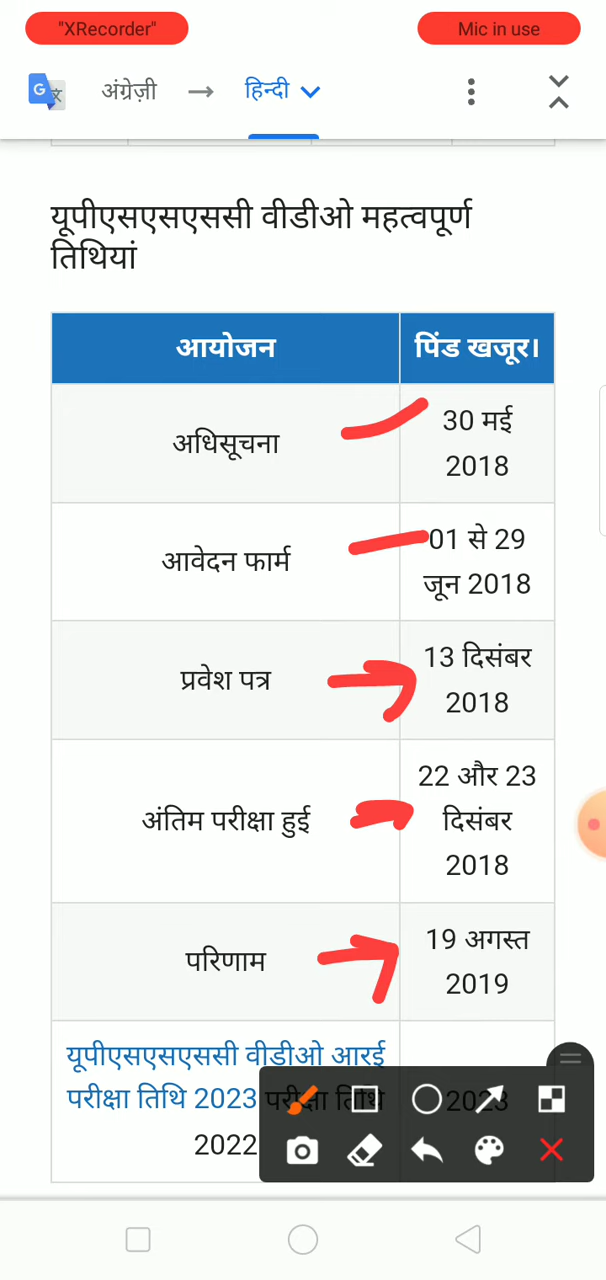 "XRecorder"
Mic in use
अंग्रेज़ी → हिन्दी
यूपीएसएसएससी वीडीओ महत्वपूर्ण
तिथियां
आयोजन
पिंड खजूर।
अधिसूचना
30 मई
2018
आवेदन फार्म
01 से 29
जून 2018
प्रवेश पत्र
13 दिसंबर
2018
अंतिम परीक्षा हुई
22 और 23
दिसंबर
2018
परिणाम
19 अगस्त
2019
यूपीएसएसएससी वीडीओ आरई
परीक्षा तिथि 2023 परीक्षा तिथि
2022
2023